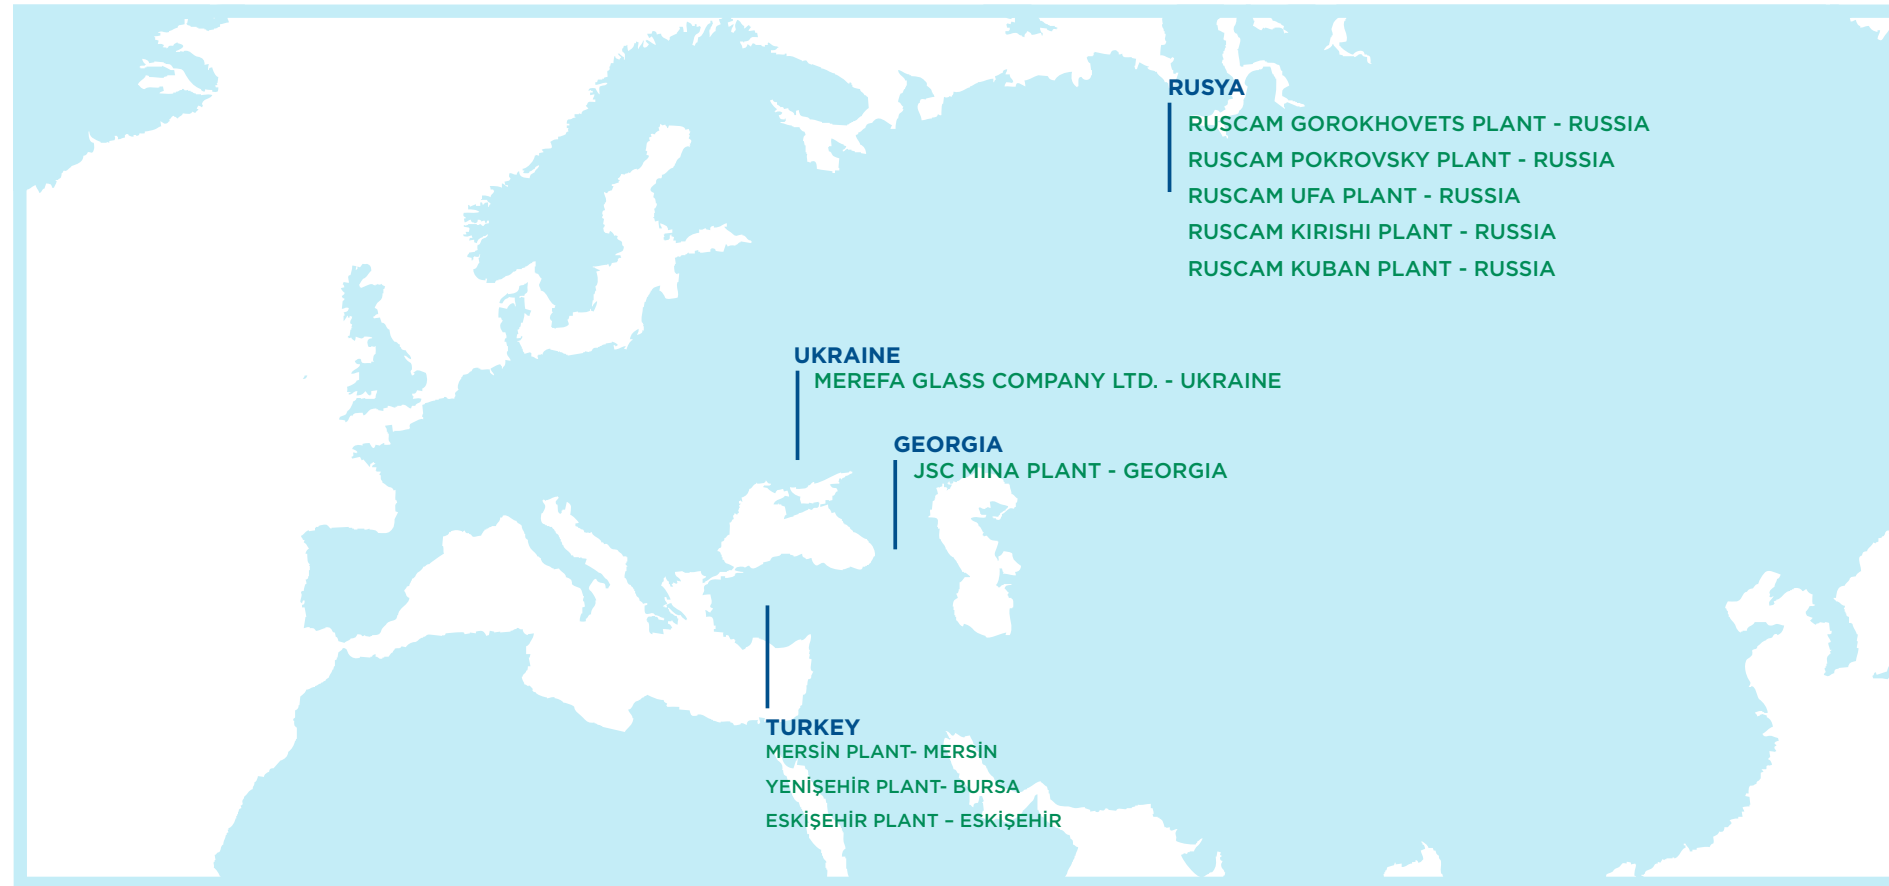 RUSYA
RUSCAM GOROKHOVETS PLANT - RUSSIA
RUSCAM POKROVSKY PLANT - RUSSIA
RUSCAM UFA PLANT - RUSSIA
RUSCAM KIRISHI PLANT - RUSSIA
RUSCAM KUBAN PLANT - RUSSIA
UKRAINE
MEREFA GLASS COMPANY LTD. - UKRAINE
GEORGIA
JSC MINA PLANT - GEORGIA
TURKEY
MERSİN PLANT- MERSİN
YENİŞEHİR PLANT- BURSA
ESKİŞEHİR PLANT – ESKİŞEHİR